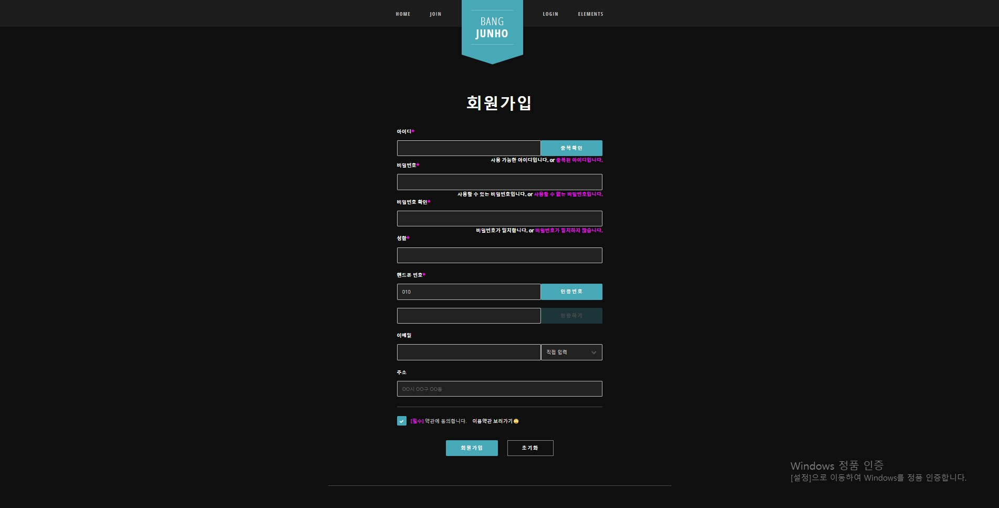 HOME JOIN BANG JUNHO LOGIN ELEMENTS
회원가입
아이디*
중복확인
사용 가능한 아이디입니다. or 중복된 아이디입니다.
비밀번호*
사용할 수 있는 비밀번호입니다. or 사용할 수 없는 비밀번호입니다.
비밀번호 확인*
비밀번호가 일치합니다. or 비밀번호가 일치하지 않습니다.
성함*
핸드폰 번호*
010 인증번호
인증하기
이메일
직접 입력
주소
OO시 OO구 OO동
[필수] 약관에 동의합니다. 이용약관 보러가기🙄
회원가입 초기화
Windows 정품 인증
[설정]으로 이동하여 Windows를 정품 인증합니다.